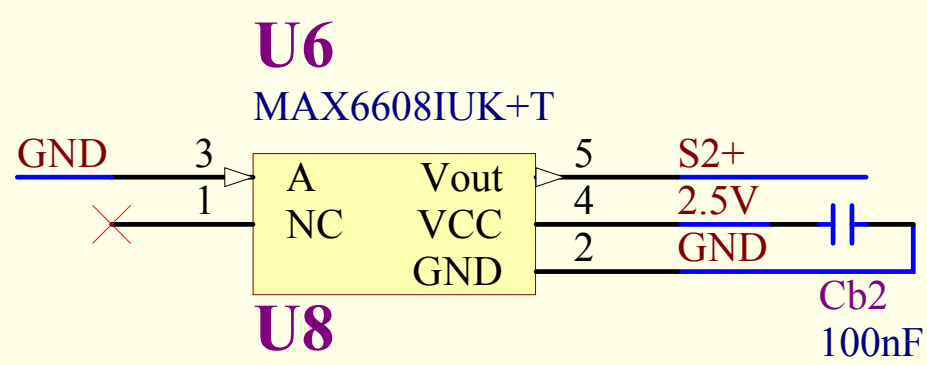 U6
MAX6608IUK+T
GND 3 A Vout 5 S2+
1 NC VCC 4 2.5V
GND 2 GND
U8 Cb2
100nF